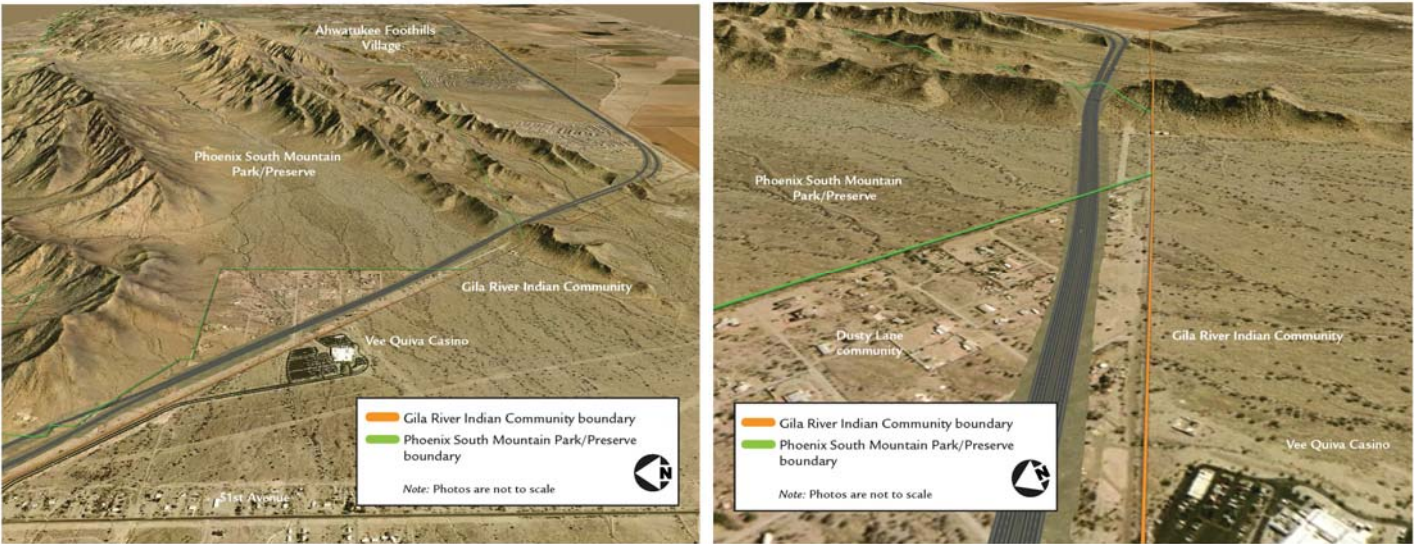 Ahwatukee Foothills
Village
Phoenix South Mountain
Park/Preserve
Gila River Indian Community
Vee Quiva Casino
Gila River Indian Community boundary
Phoenix South Mountain Park/Preserve
boundary
Note: Photos are not to scale
N
51st Avenue
Phoenix South Mountain
Park/Preserve
Dusty Lane
community
Gila River Indian Community
Vee Quiva Casino
Gila River Indian Community boundary
Phoenix South Mountain Park/Preserve
boundary
Note: Photos are not to scale
N